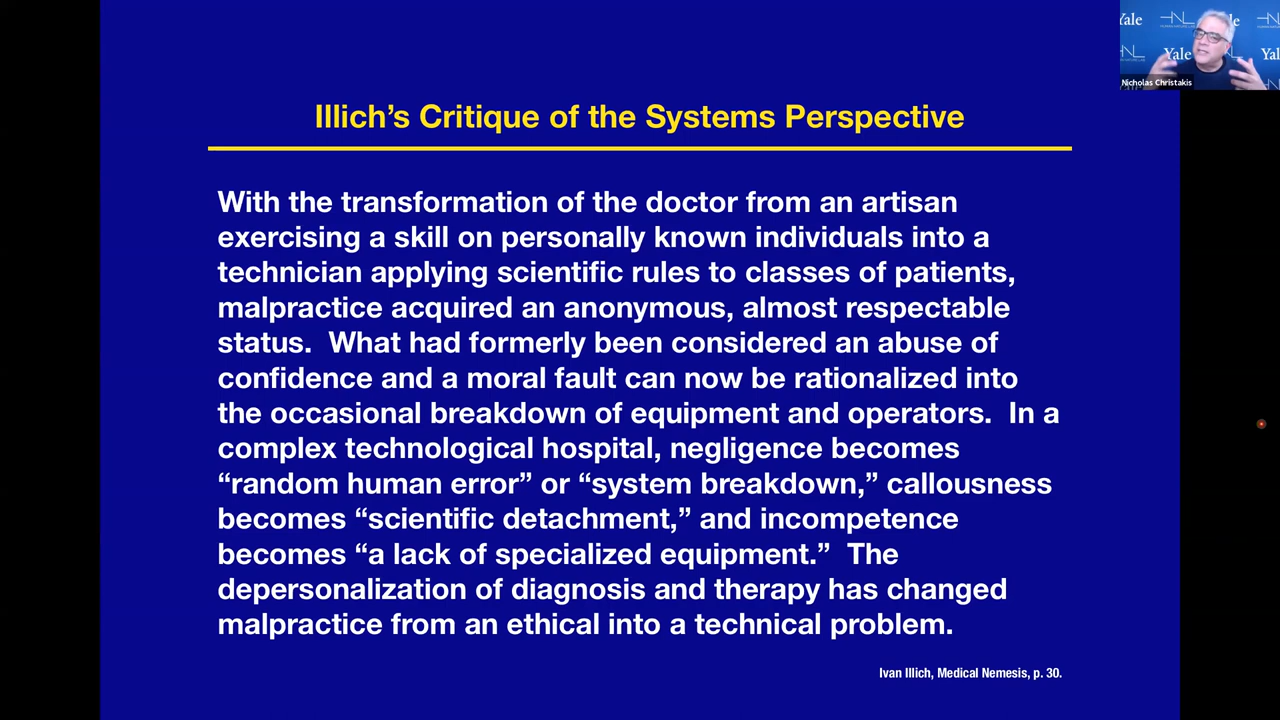 Illich's Critique of the Systems Perspective
With the transformation of the doctor from an artisan
exercising a skill on personally known individuals into a
technician applying scientific rules to classes of patients,
malpractice acquired an anonymous, almost respectable
status.  What had formerly been considered an abuse of
confidence and a moral fault can now be rationalized into
the occasional breakdown of equipment and operators.  In a
complex technological hospital, negligence becomes
“random human error” or “system breakdown,” callousness
becomes “scientific detachment,” and incompetence
becomes “a lack of specialized equipment.”  The
depersonalization of diagnosis and therapy has changed
malpractice from an ethical into a technical problem.
Ivan Illich, Medical Nemesis, p. 30.
Yale
Yale
Yal
Nicholas Christakis